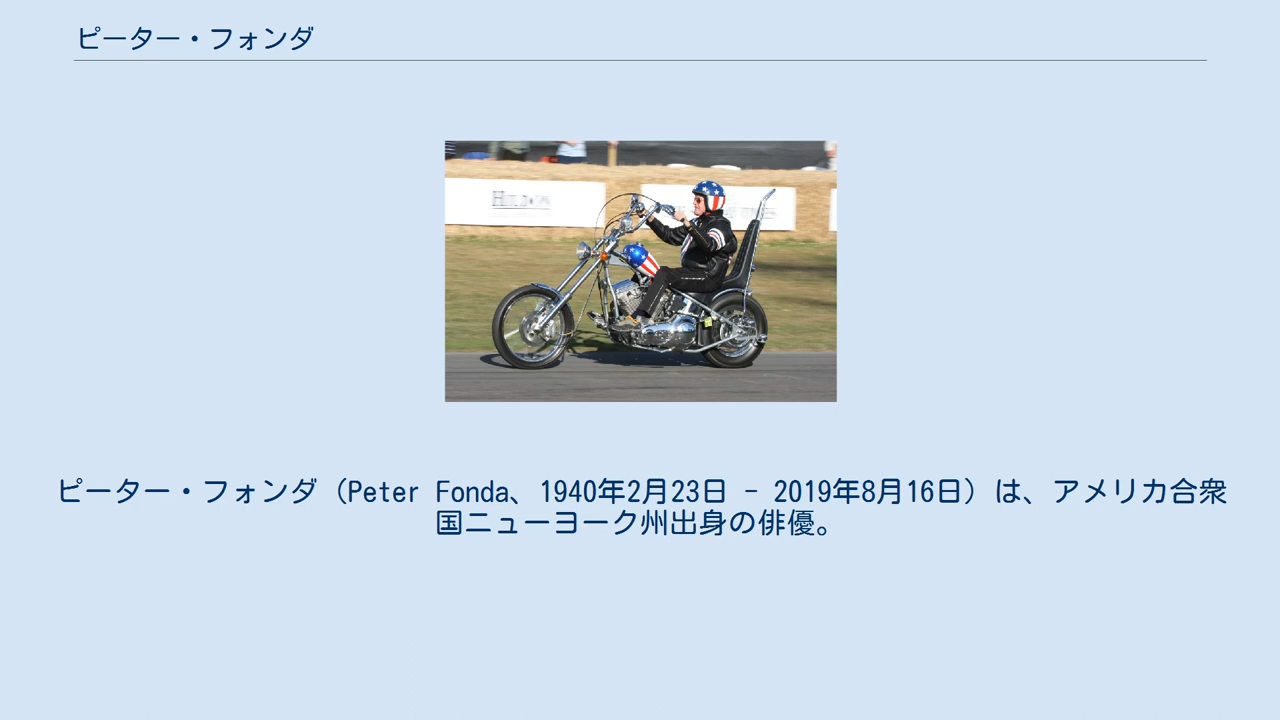 ピーター・フォンダ
ピーター・フォンダ（Peter Fonda、1940年2月23日 - 2019年8月16日）は、アメリカ合衆
国ニューヨーク州出身の俳優。